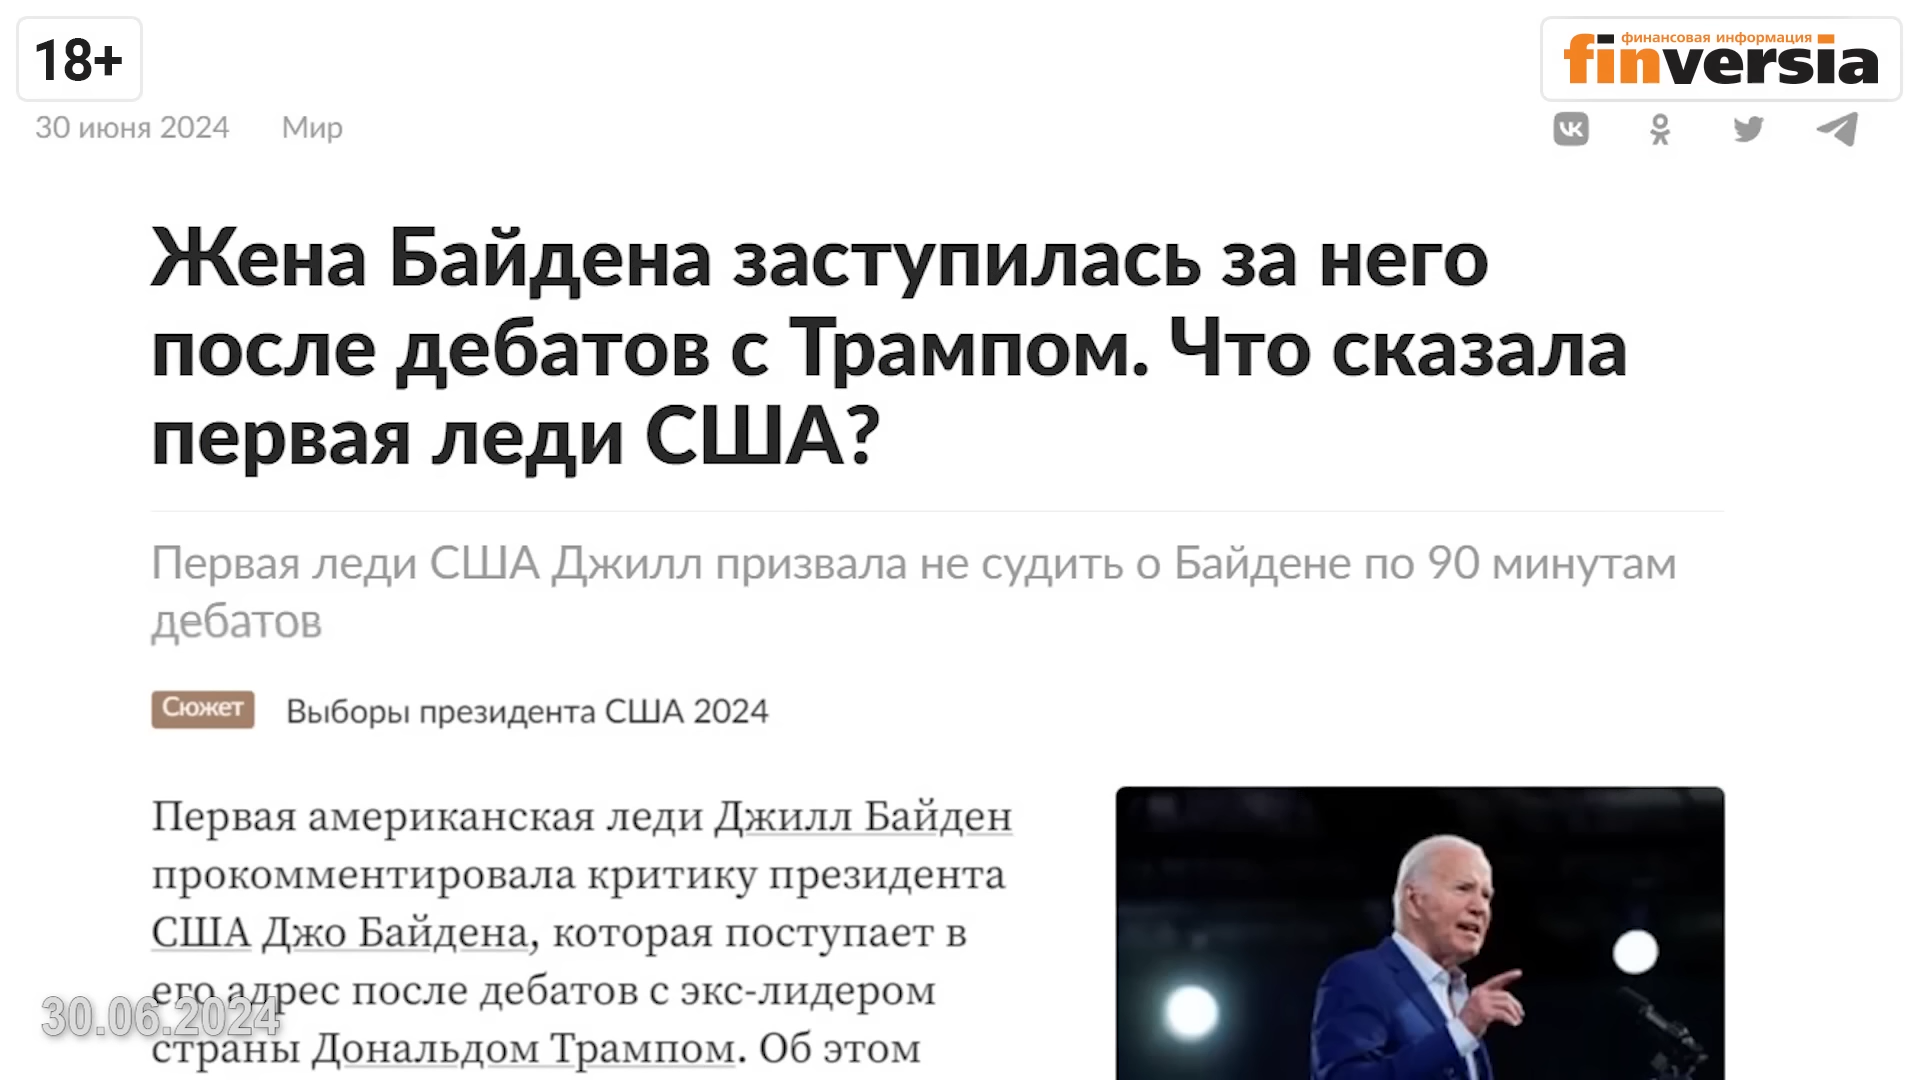 18+
финансовая информация
finversia
30 июня 2024 Мир
Жена Байдена заступилась за него
после дебатов с Трампом. Что сказала
первая леди США?
Первая леди США Джилл призвала не судить о Байдене по 90 минутам
дебатов
Сюжет Выборы президента США 2024
Первая американская леди Джилл Байден
прокомментировала критику президента
США Джо Байдена, которая поступает в
его адрес после дебатов с экс-лидером
30.06.2024
страны Дональдом Трампом. Об этом